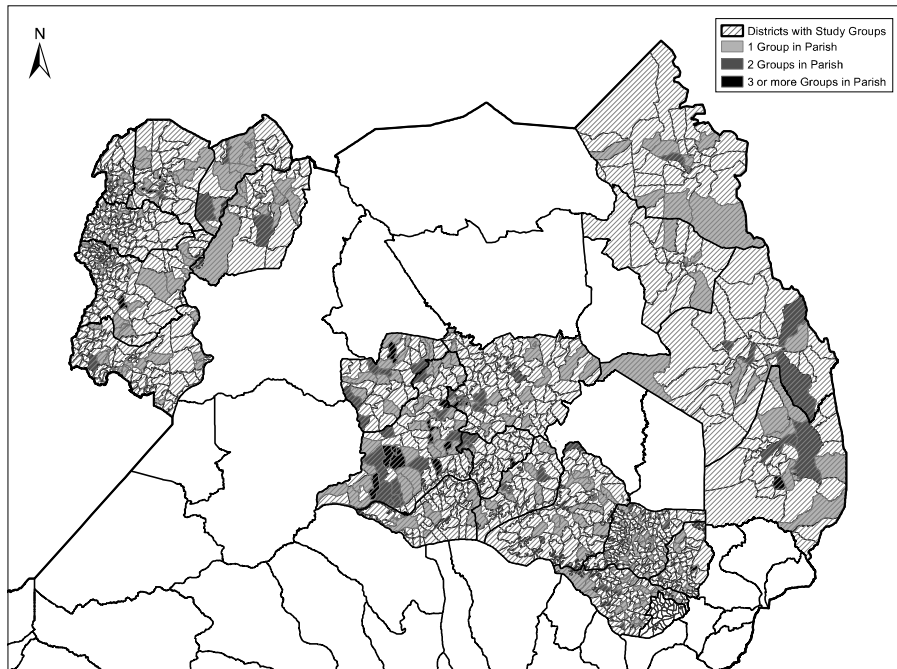 N
Districts with Study Groups
1 Group in Parish
2 Groups in Parish
3 or more Groups in Parish